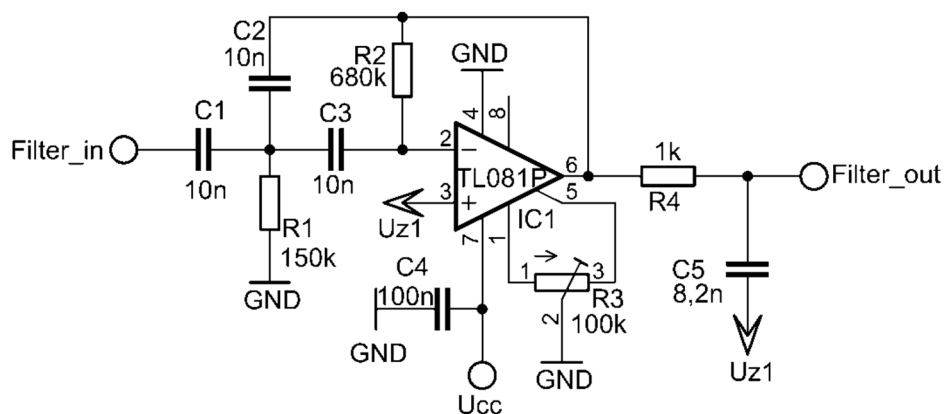 C2
10n
R2
680k
GND
4
8
C1
10n
C3
10n
Filter_in
2
−
TL081P
6
5
1k
R4
Filter_out
3
+
IC1
Uz1
7
1
R1
150k
GND
C4
100n
GND
1
3
2
R3
100k
GND
C5
8,2n
Uz1
Ucc